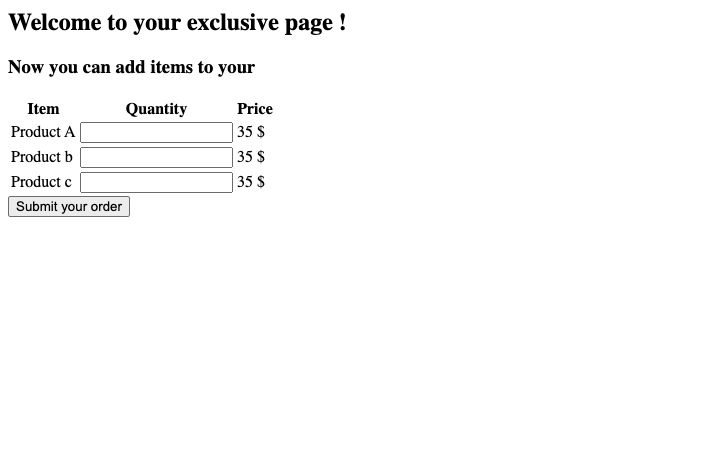 Welcome to your exclusive page !
Now you can add items to your
Item Quantity Price
Product A 35 $
Product b 35 $
Product c 35 $
Submit your order